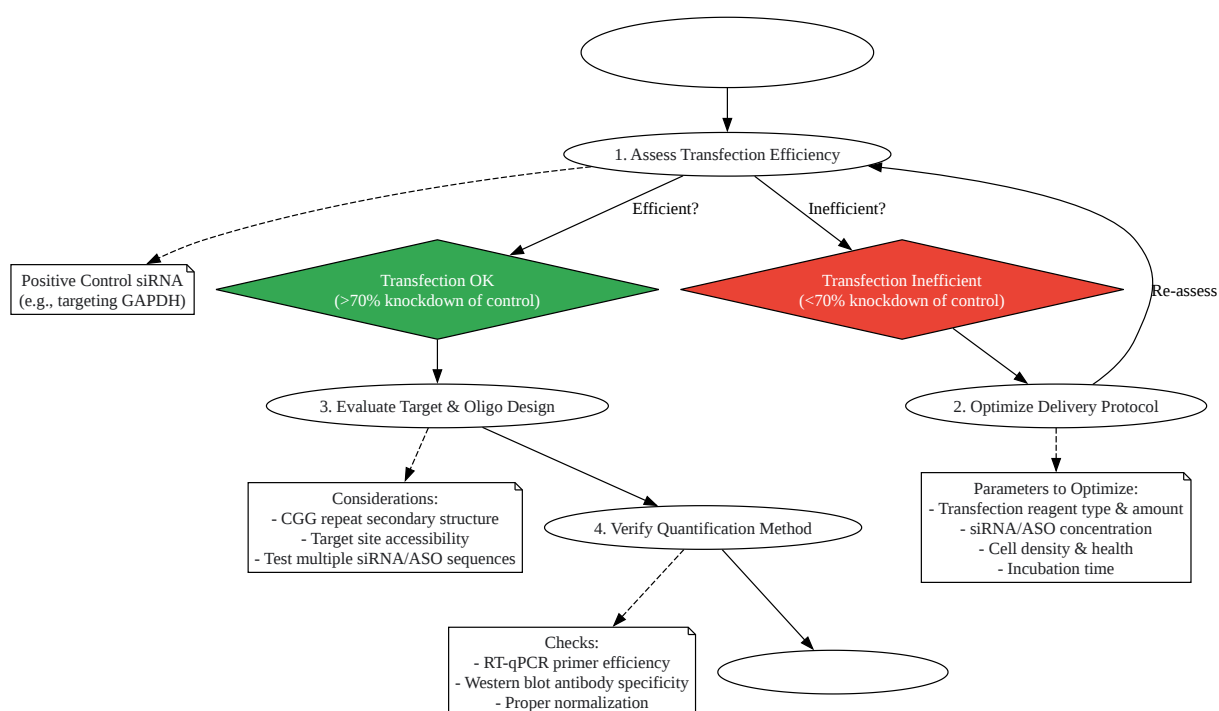 1. Assess Transfection Efficiency
Efficient?
Inefficient?
Positive Control siRNA
(e.g., targeting GAPDH)
Transfection OK
(>70% knockdown of control)
Transfection Inefficient
(<70% knockdown of control)
Re-assess
3. Evaluate Target & Oligo Design
2. Optimize Delivery Protocol
Considerations:
- CGG repeat secondary structure
- Target site accessibility
- Test multiple siRNA/ASO sequences
4. Verify Quantification Method
Parameters to Optimize:
- Transfection reagent type & amount
- siRNA/ASO concentration
- Cell density & health
- Incubation time
Checks:
- RT-qPCR primer efficiency
- Western blot antibody specificity
- Proper normalization